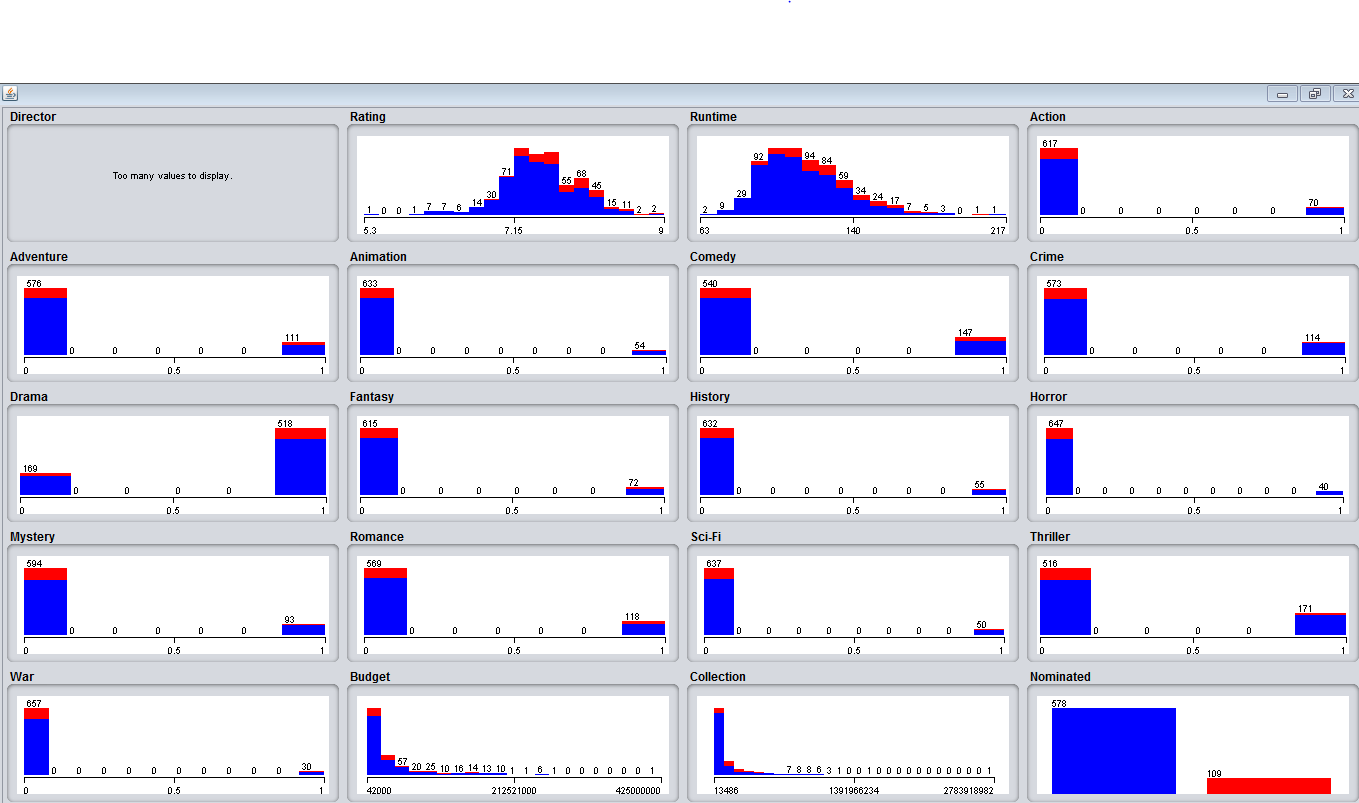 Director Rating Runtime Action
Too many values to display.
1 0 0 1 7 7 6 14 30 71 55 68 45 15 11 2 2
5.3 7.15 9
2 9 29 92 94 84 59 34 24 17 7 5 3 0 1 1
63 140 217
617 0 0 0 0 0 0 70
0 0.5 1
Adventure Animation Comedy Crime
576 0 0 0 0 0 111
0 0.5 1
633 0 0 0 0 0 0 0 54
0 0.5 1
540 0 0 0 0 147
0 0.5 1
573 0 0 0 0 0 114
0 0.5 1
Drama Fantasy History Horror
169 0 0 0 0 518
0 0.5 1
615 0 0 0 0 0 0 72
0 0.5 1
632 0 0 0 0 0 0 0 55
0 0.5 1
647 0 0 0 0 0 0 0 0 0 40
0 0.5 1
Mystery Romance Sci-Fi Thriller
594 0 0 0 0 0 93
0 0.5 1
569 0 0 0 0 0 118
0 0.5 1
637 0 0 0 0 0 0 0 0 50
0 0.5 1
516 0 0 0 0 171
0 0.5 1
War Budget Collection Nominated
657 0 0 0 0 0 0 0 0 0 0 30
0 0.5 1
57 20 25 10 16 14 13 10 1 1 6 1 0 0 0 0 0 0 1
42000 212521000 425000000
7 8 8 6 3 1 0 0 1 0 0 0 0 0 0 0 0 0 0 0 1
13486 1391966234 2783918982
578 109